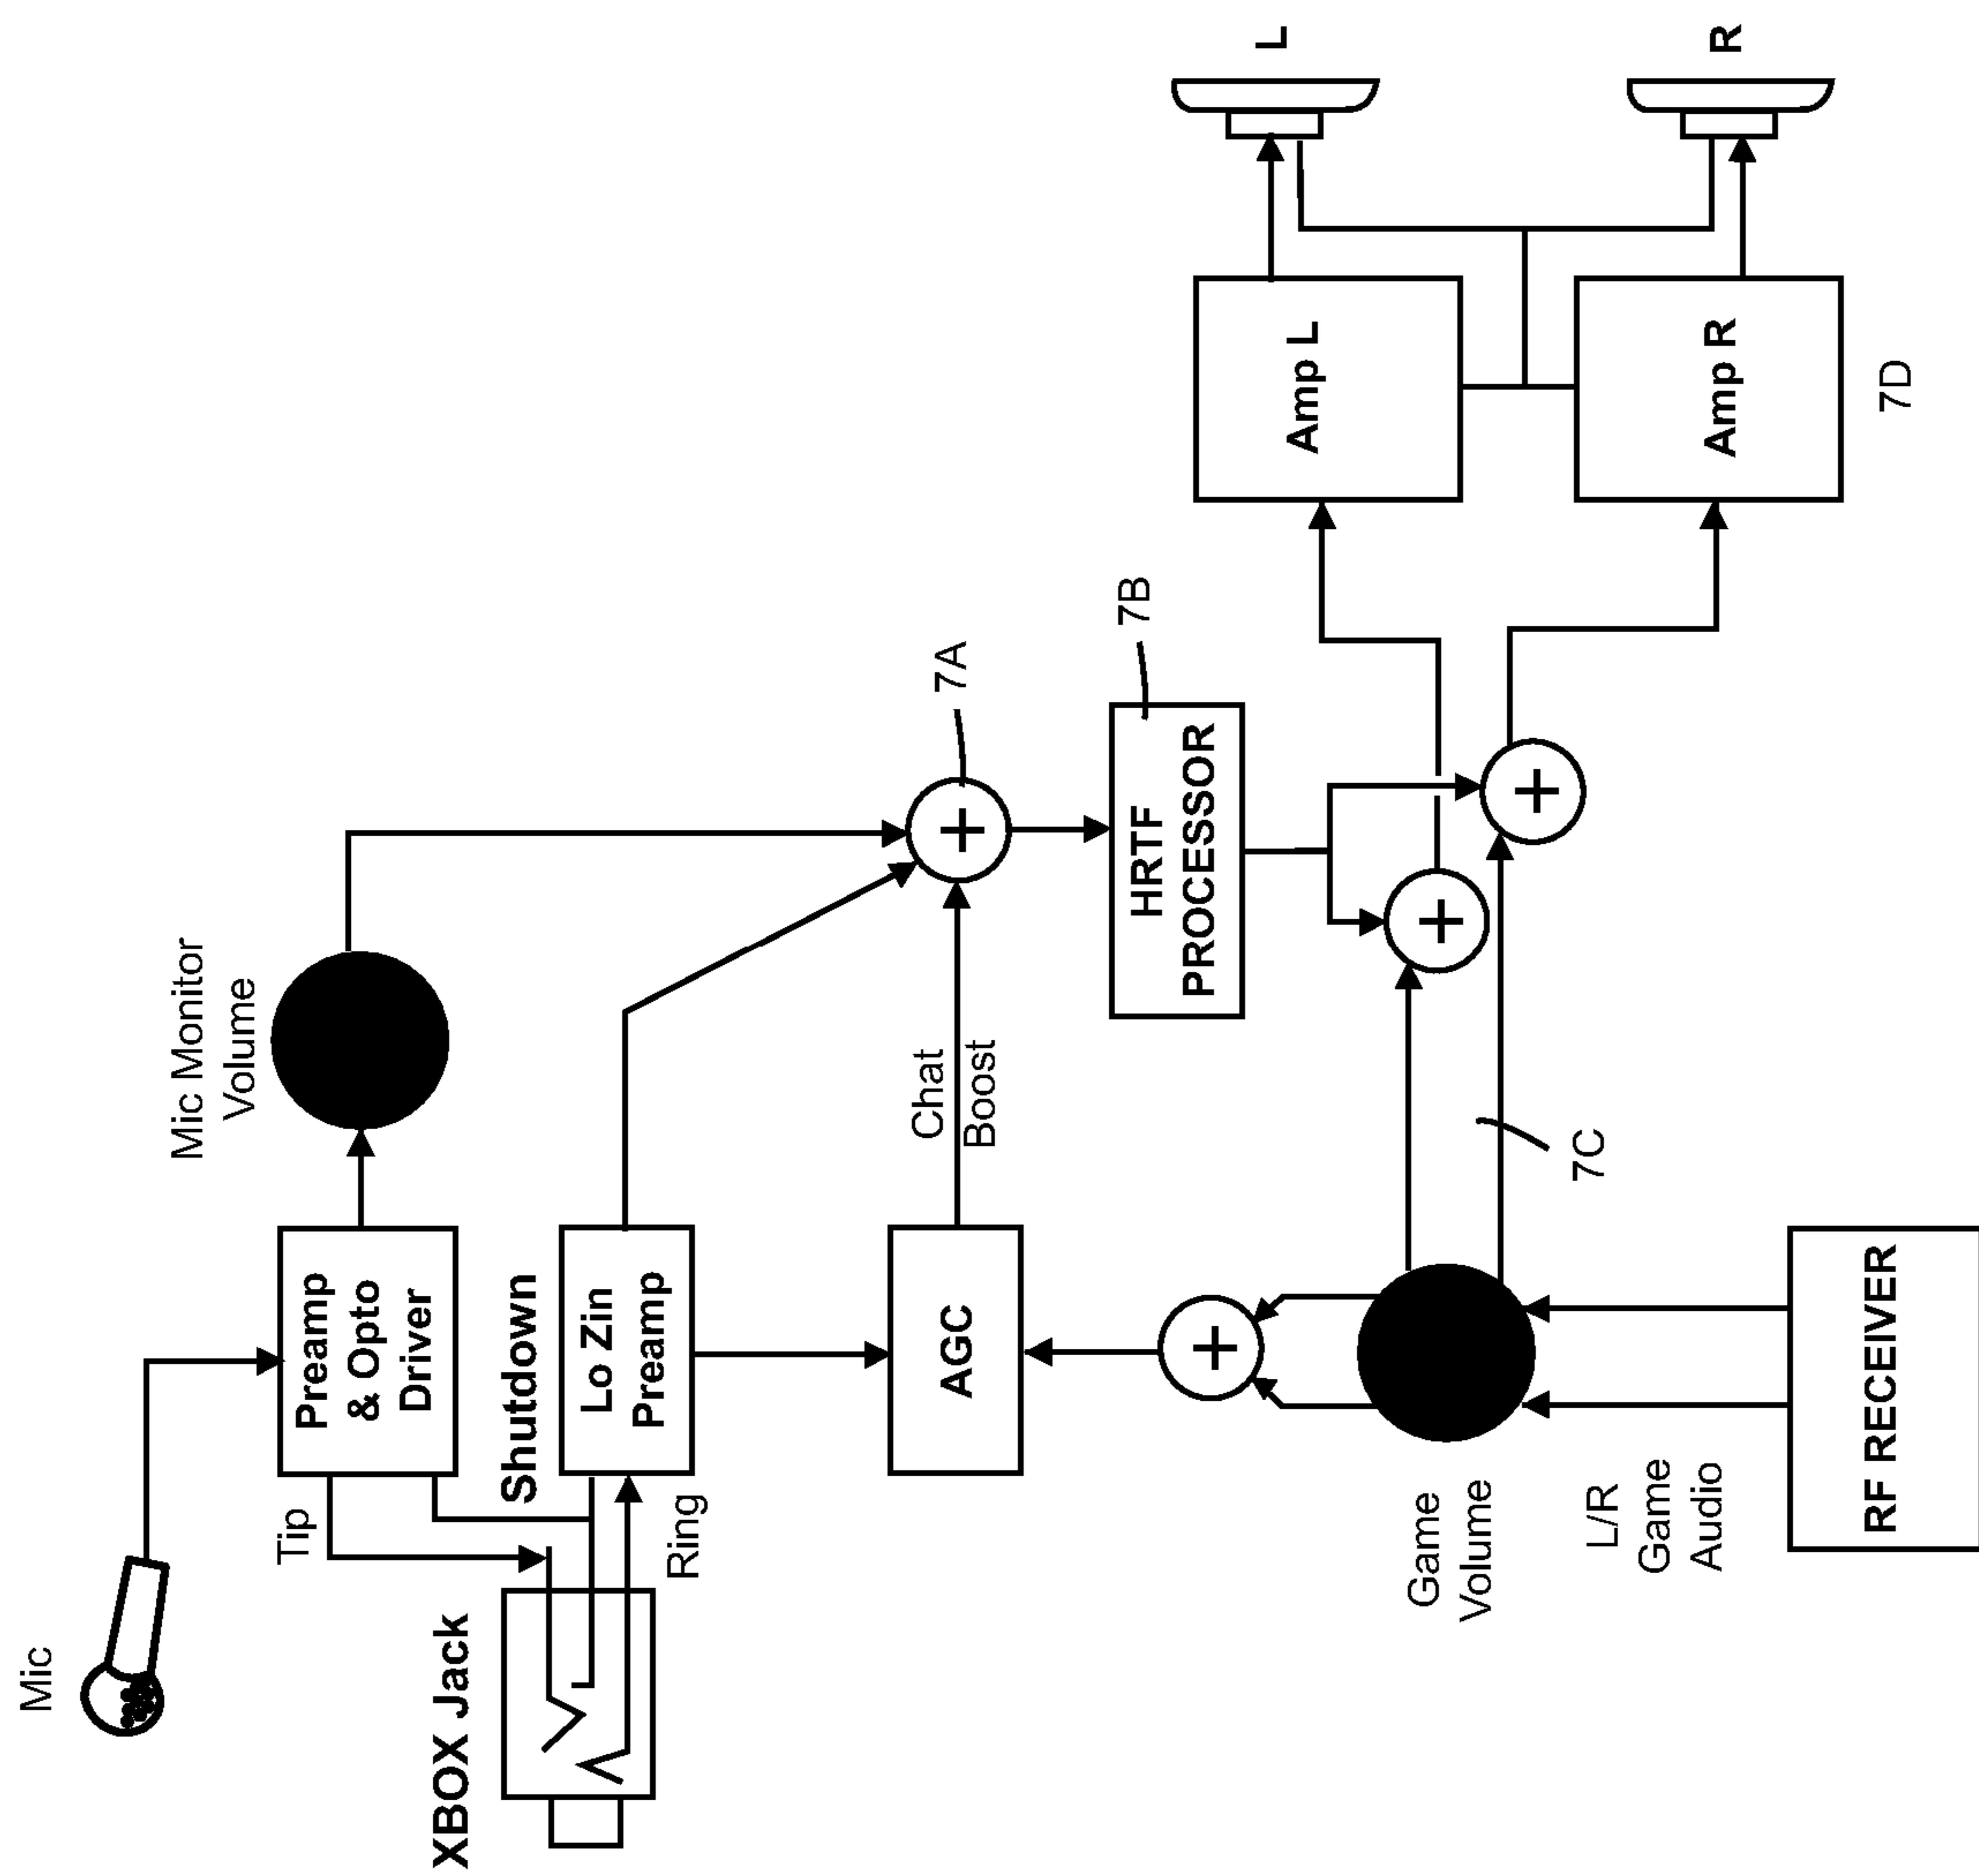 Mic
Mic Monitor
Volume
Preamp
& Opto
Driver
Tip
XBOX Jack
Shutdown
Lo Zin
Preamp
Ring
Chat
Boost
AGC
7A
7B
HRTF
PROCESSOR
Game
Volume
7C
L/R
Game
Audio
RF RECEIVER
Amp L
Amp R
7D
L
R